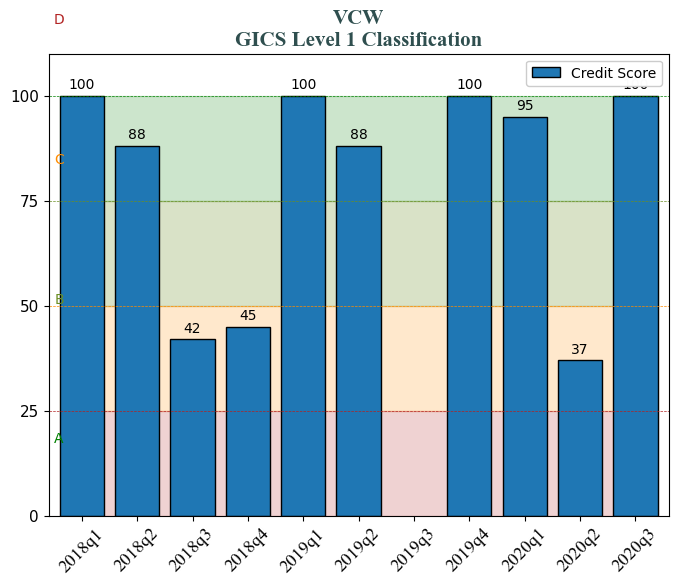 D
VCW
GICS Level 1 Classification
Credit Score
100
88
42
45
100
88
100
95
37
100
100
75
50
25
0
C
B
A
2018q1
2018q2
2018q3
2018q4
2019q1
2019q2
2019q3
2019q4
2020q1
2020q2
2020q3